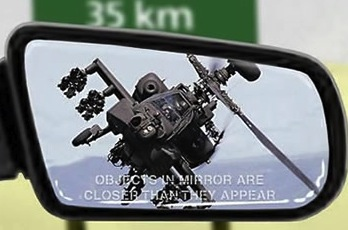 35 km
OBJECTS IN MIRROR ARE
CLOSER THAN THEY APPEAR